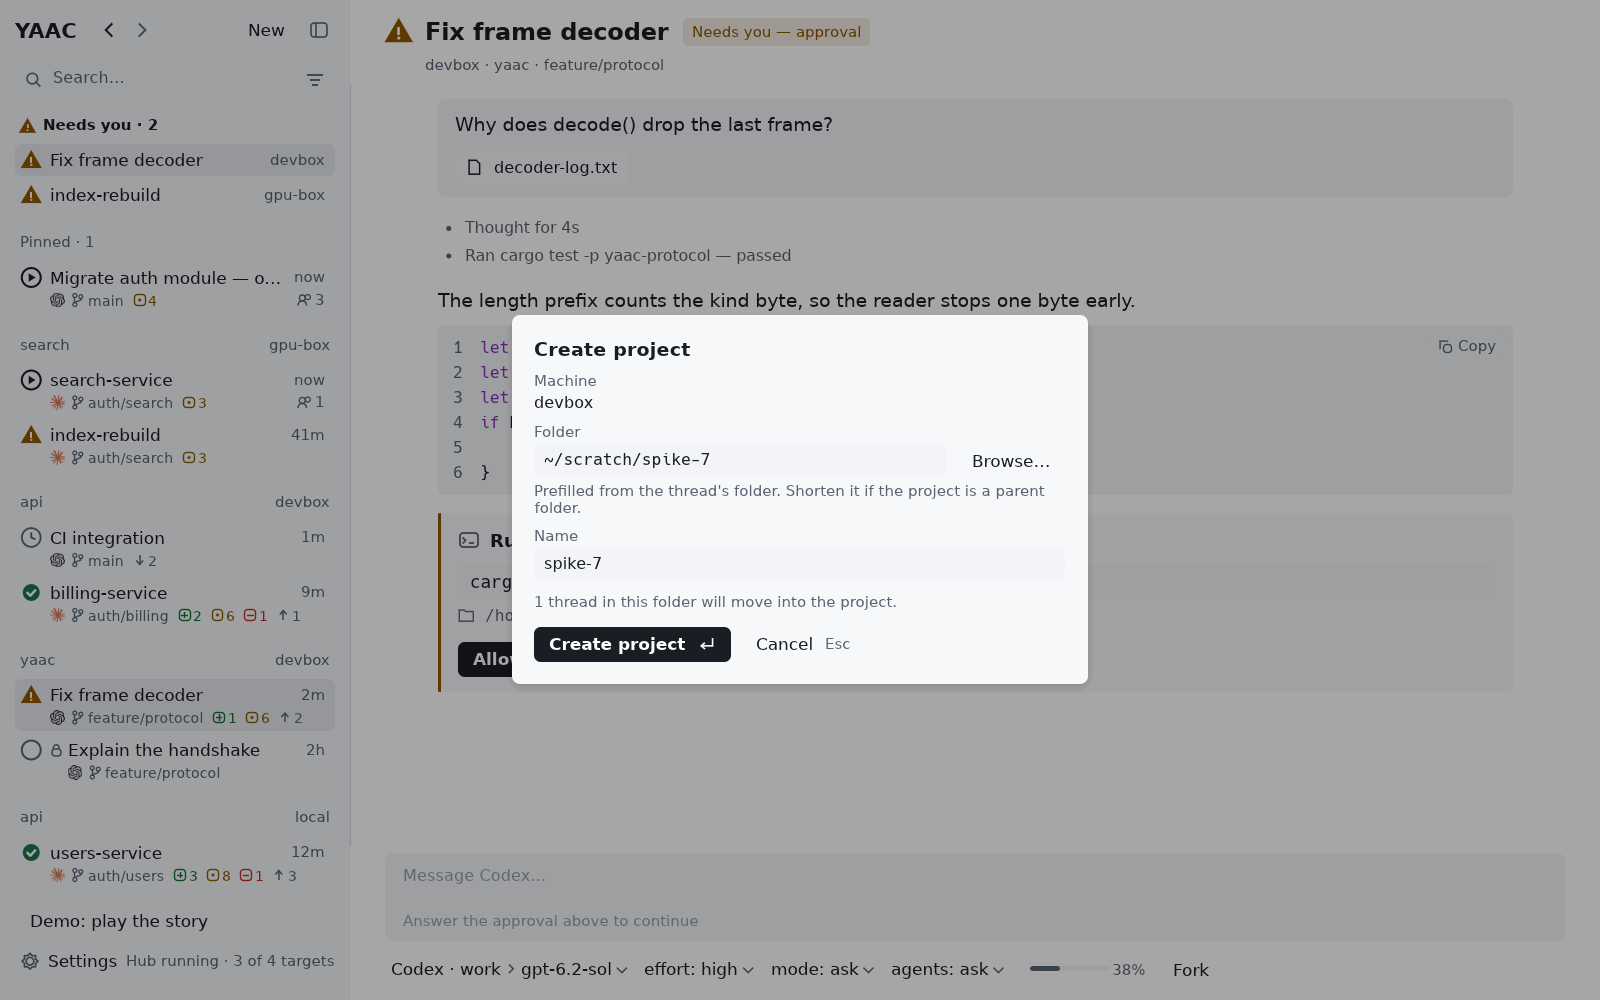 YAAC
New
Search...
Needs you · 2
Fix frame decoder devbox
index-rebuild gpu-box
Pinned · 1
Migrate auth module — o... now
main 4 3
search gpu-box
search-service now
auth/search 3 1
index-rebuild 41m
auth/search 3
api devbox
CI integration 1m
main 2
billing-service 9m
auth/billing 2 6 1 1
yaac devbox
Fix frame decoder 2m
feature/protocol 1 6 2
Explain the handshake 2h
feature/protocol
api local
users-service 12m
auth/users 3 8 1 3
Demo: play the story
Settings Hub running · 3 of 4 targets
Fix frame decoder Needs you — approval
devbox · yaac · feature/protocol
Why does decode() drop the last frame?
decoder-log.txt
• Thought for 4s
• Ran cargo test -p yaac-protocol — passed
The length prefix counts the kind byte, so the reader stops one byte early.
1 let
2 let
3 let
4 if
5
6 }
Copy
Create project
Machine
devbox
Folder
~/scratch/spike-7
Browse...
Prefilled from the thread's folder. Shorten it if the project is a parent
folder.
Name
spike-7
1 thread in this folder will move into the project.
Create project
Cancel Esc
Message Codex...
Answer the approval above to continue
Codex · work gpt-6.2-sol effort: high mode: ask agents: ask 38% Fork